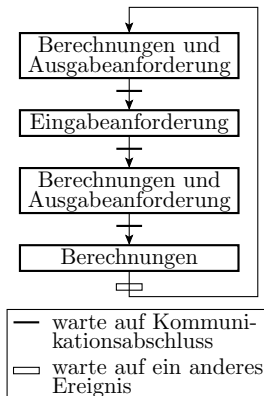 Berechnungen und
Ausgabeanforderung
Eingabeanforderung
Berechnungen und
Ausgabeanforderung
Berechnungen
warte auf Kommuni-
kationsabschluss
warte auf ein anderes
Ereignis